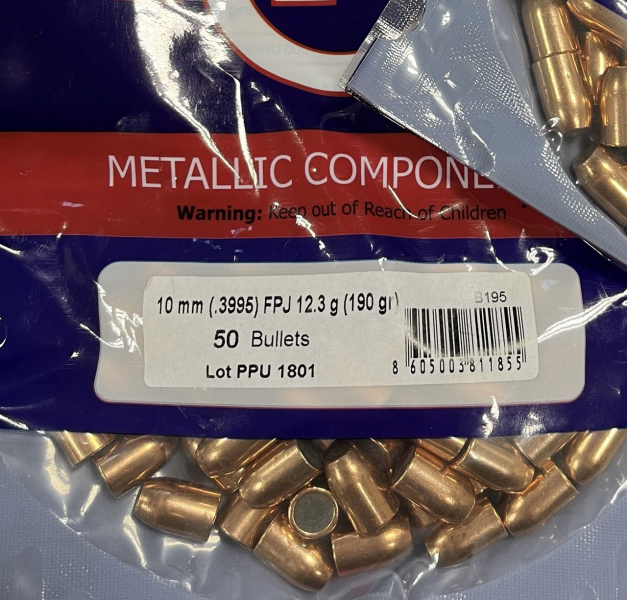 METALLIC COMPONE
Warning: Keep out of Reach of Children
10 mm (.3995) FPJ 12.3 g (190 gr)
B195
50 Bullets
Lot PPU 1801
8 605003 811855